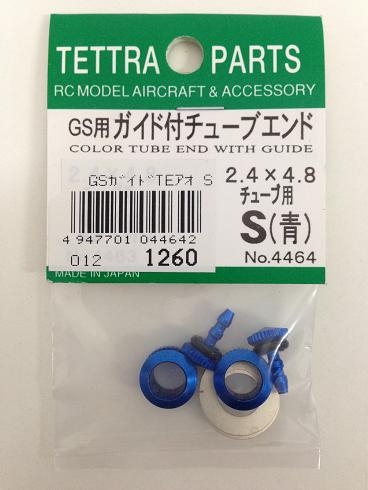 TETTRA PARTS
RC MODEL AIRCRAFT & ACCESSORY
GS用ガイド付チューブエンド
COLOR TUBE END WITH GUIDE
GSガイドTEアオ S
4 947701 044642
012 1260
2.4×4.8
チューブ用
S(青)
No.4464
MADE IN JAPAN